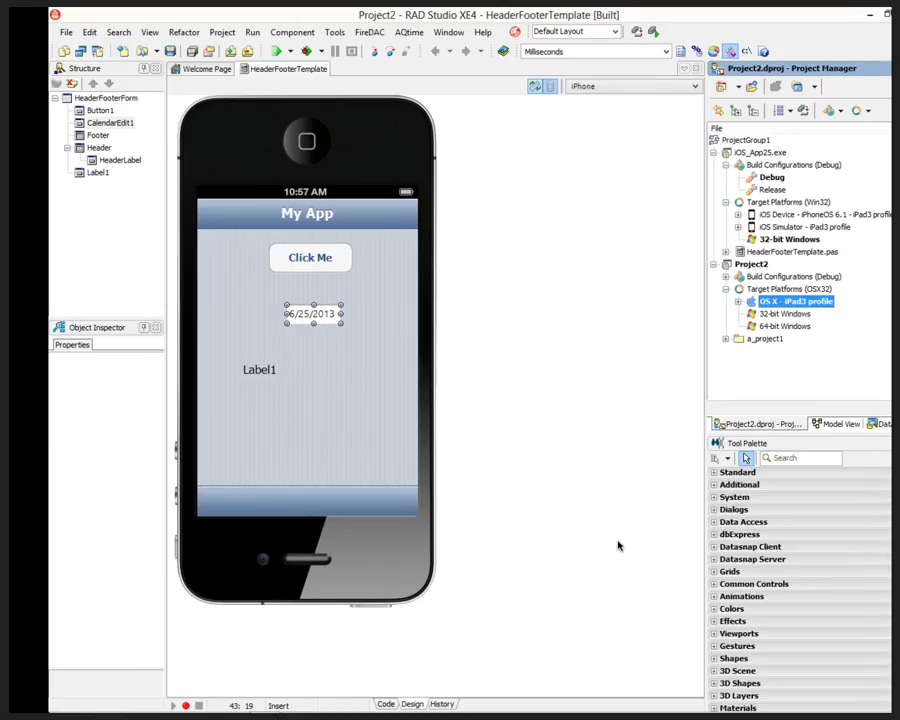 Project2 - RAD Studio XE4 - HeaderFooterTemplate [Built]
File Edit Search View Refactor Project Run Component Tools FireDAC AQtime Window Help Default Layout
Milliseconds
Structure
Welcome Page HeaderFooterTemplate
Project2.dproj - Project Manager
iPhone
HeaderFooterForm
Button1
CalendarEdit1
Footer
Header
HeaderLabel
Label1
File
ProjectGroup1
iOS_App25.exe
Build Configurations (Debug)
Debug
Release
Target Platforms (Win32)
iOS Device - iPhoneOS 6.1 - iPad3 profile
iOS Simulator - iPad3 profile
32-bit Windows
HeaderFooterTemplate.pas
Project2
Build Configurations (Debug)
Target Platforms (OSX32)
OS X - iPad3 profile
32-bit Windows
64-bit Windows
a_project1
10:57 AM
My App
Click Me
6/25/2013
Label1
Object Inspector
Properties
Project2.dproj - Proj... Model View Data
Tool Palette
Search
Standard
Additional
System
Dialogs
Data Access
dbExpress
Datasnap Client
Datasnap Server
Grids
Common Controls
Animations
Colors
Effects
Viewports
Gestures
Shapes
3D Scene
3D Shapes
3D Layers
Materials
43: 19 Insert Code Design History